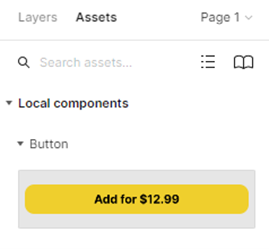 Layers Assets Page 1
Search assets...
Local components
Button
Add for $12.99